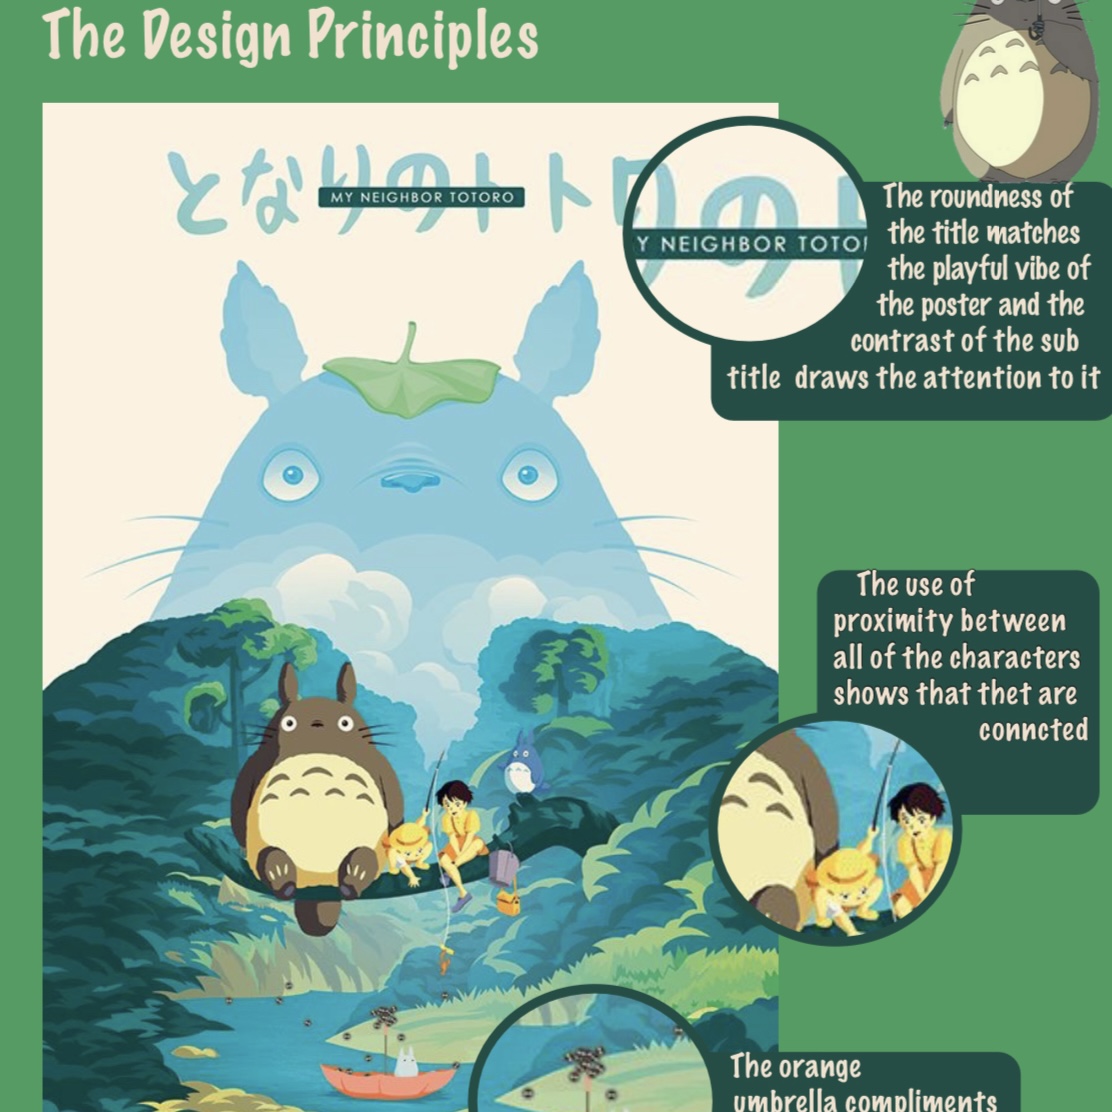 The Design Principles
となりのトトロ
MY NEIGHBOR TOTORO
Y NEIGHBOR TOTO
の
The roundness of
the title matches
the playful vibe of
the poster and the
contrast of the sub
title draws the attention to it
The use of
proximity between
all of the characters
shows that thet are
conncted
The orange
umbrella compliments